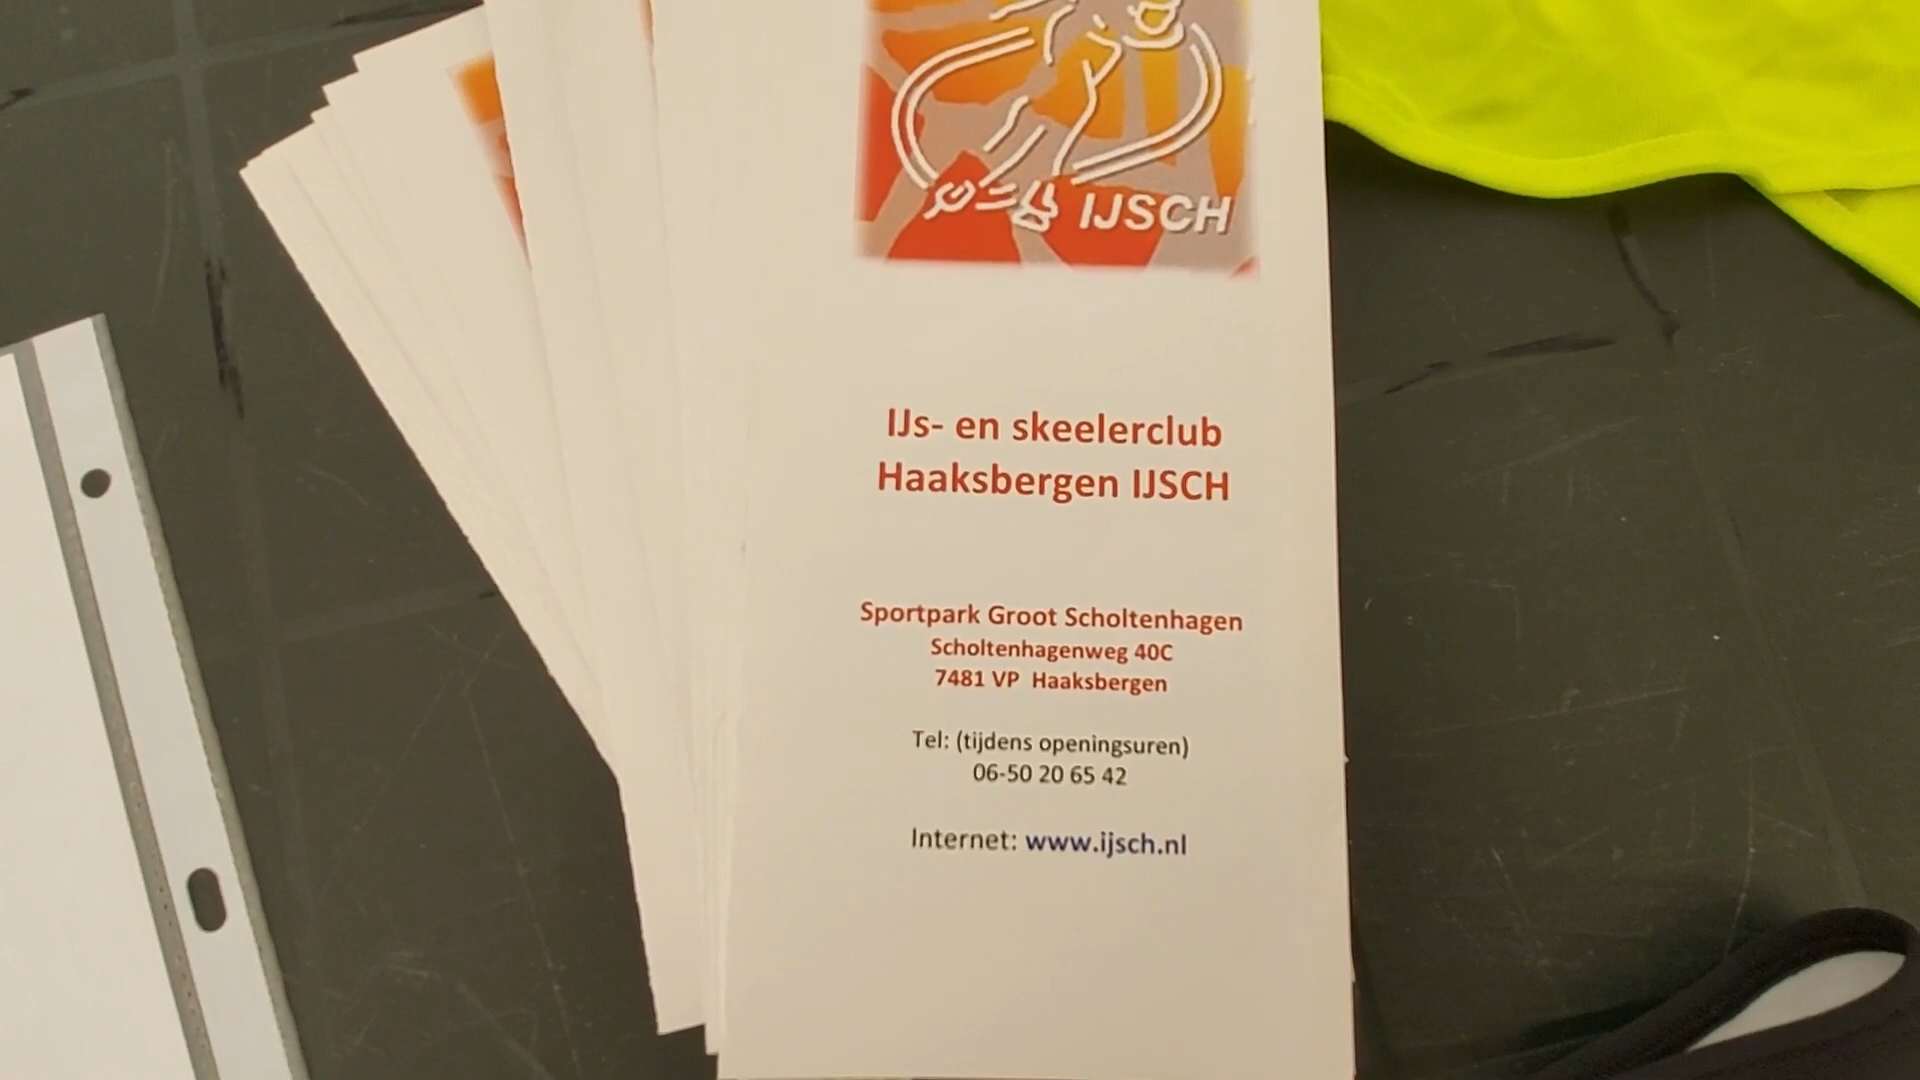 IJSCH
IJs- en skeelerclub
Haaksbergen IJSCH
Sportpark Groot Scholtenhagen
Scholtenhagenweg 40C
7481 VP Haaksbergen
Tel: (tijdens openingsuren)
06-50 20 65 42
Internet: www.ijsch.nl